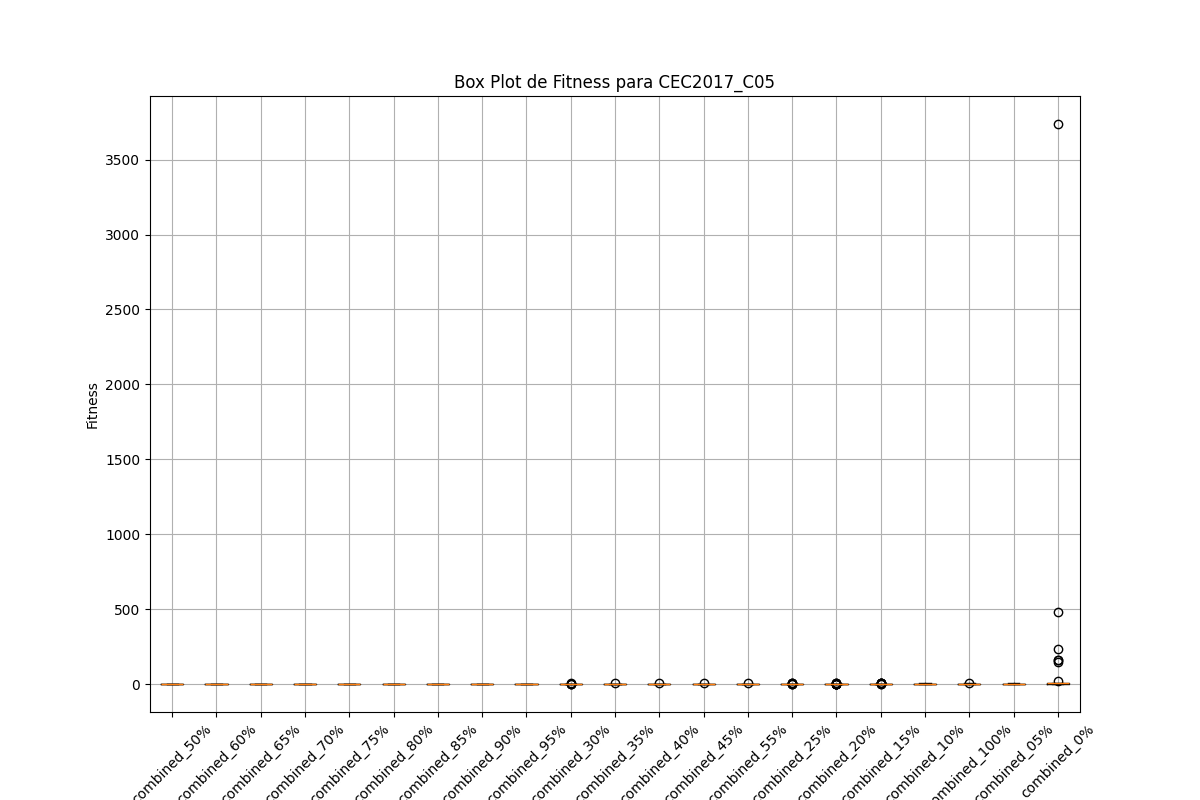 Box Plot de Fitness para CEC2017_C05
Fitness
3500
3000
2500
2000
1500
1000
500
0
combined_50%
combined_60%
combined_65%
combined_70%
combined_75%
combined_80%
combined_85%
combined_90%
combined_95%
combined_30%
combined_35%
combined_40%
combined_45%
combined_55%
combined_25%
combined_20%
combined_15%
combined_10%
ombined_100%
combined_05%
combined_0%